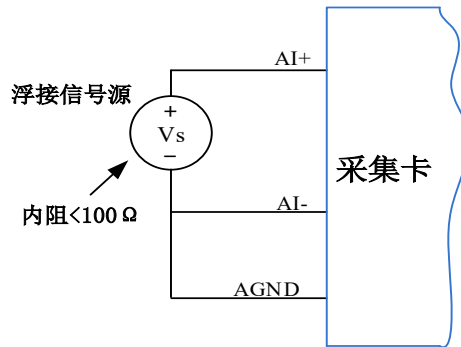 AI+
浮接信号源
+
Vs
−
采集卡
内阻<100Ω
AI-
AGND